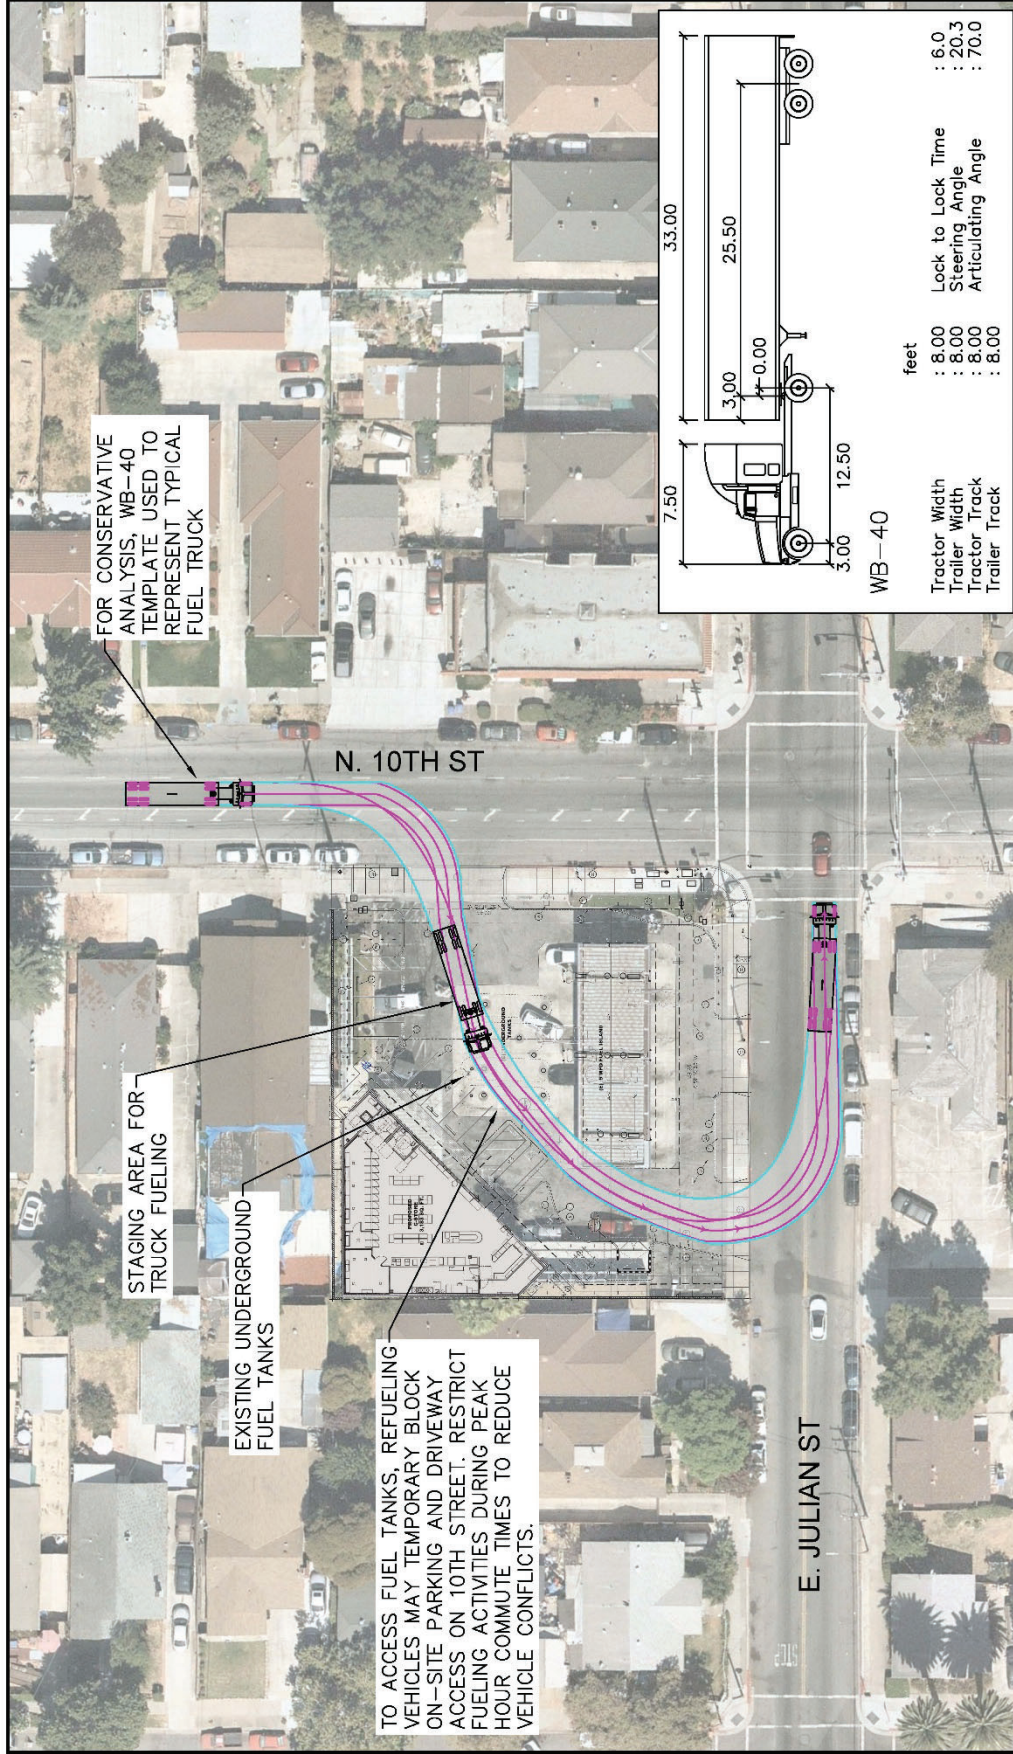 FOR CONSERVATIVE
ANALYSIS, WB-40
TEMPLATE USED TO
REPRESENT TYPICAL
FUEL TRUCK
STAGING AREA FOR
TRUCK FUELING
EXISTING UNDERGROUND
FUEL TANKS
TO ACCESS FUEL TANKS, REFUELING
VEHICLES MAY TEMPORARY BLOCK
ON-SITE PARKING AND DRIVEWAY
ACCESS ON 10TH STREET. RESTRICT
FUELING ACTIVITIES DURING PEAK
HOUR COMMUTE TIMES TO REDUCE
VEHICLE CONFLICTS.
N. 10TH ST
E. JULIAN ST
STOP
UNDERGROUND
TANKS
PROPOSED
C-STORE
33.00
7.50
25.50
3.00
0.00
3.00
12.50
WB-40
feet
Tractor Width : 8.00
Trailer Width : 8.00
Tractor Track : 8.00
Trailer Track : 8.00
Lock to Lock Time : 6.0
Steering Angle : 20.3
Articulating Angle : 70.0